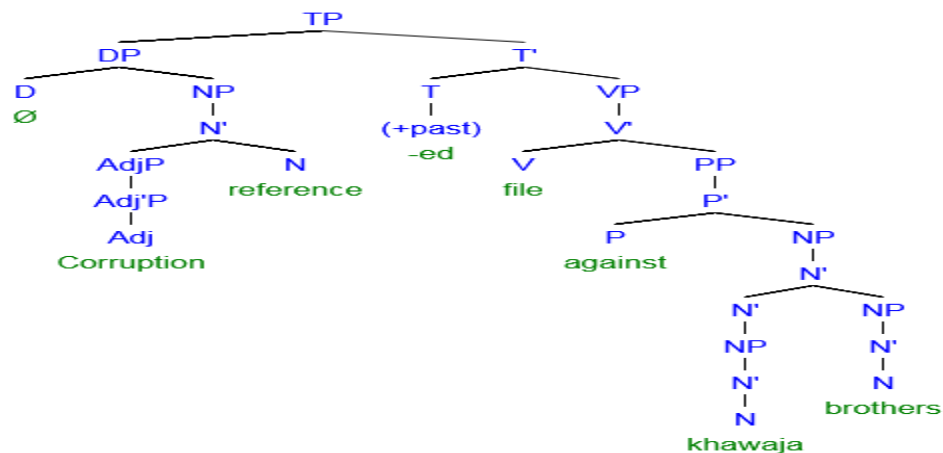 TP
DP T'
D NP T VP
Ø N' (+past) V'
-ed
AdjP N V PP
reference file
Adj'P P'
Adj P NP
Corruption against
N'
N' NP
NP N'
N' N
brothers
N
khawaja